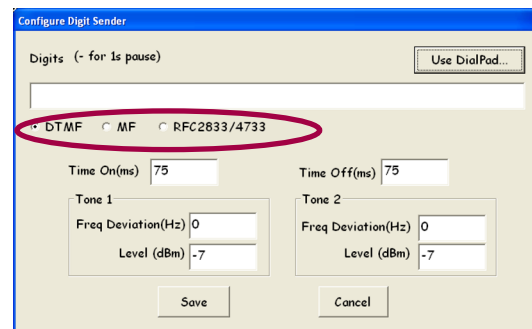 Configure Digit Sender
Digits (- for 1s pause)
Use DialPad...
DTMF MF RFC2833/4733
Time On(ms) 75 Time Off(ms) 75
Tone 1 Tone 2
Freq Deviation(Hz) 0 Freq Deviation(Hz) 0
Level (dBm) -7 Level (dBm) -7
Save Cancel